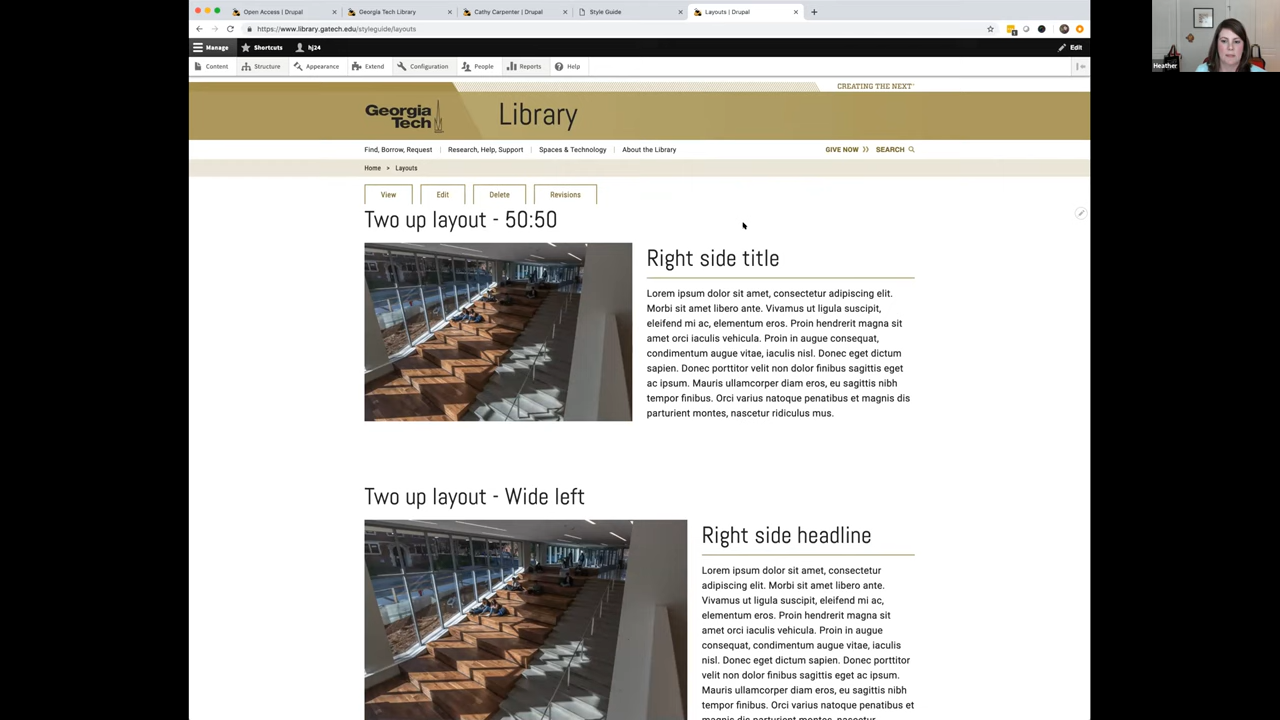 Open Access | Drupal
Georgia Tech Library
Cathy Carpenter | Drupal
Style Guide
Layouts | Drupal
https://www.library.gatech.edu/styleguide/layouts
Manage
Shortcuts
hj24
Edit
Content
Structure
Appearance
Extend
Configuration
People
Reports
Help
Heather
CREATING THE NEXT®
Georgia
Tech
Library
Find, Borrow, Request
Research, Help, Support
Spaces & Technology
About the Library
GIVE NOW
SEARCH
Home > Layouts
View
Edit
Delete
Revisions
Two up layout - 50:50
Right side title
Lorem ipsum dolor sit amet, consectetur adipiscing elit.
Morbi sit amet libero ante. Vivamus ut ligula suscipit,
eleifend mi ac, elementum eros. Proin hendrerit magna sit
amet orci iaculis vehicula. Proin in augue consequat,
condimentum augue vitae, iaculis nisl. Donec eget dictum
sapien. Donec porttitor velit non dolor finibus sagittis eget
ac ipsum. Mauris ullamcorper diam eros, eu sagittis nibh
tempor finibus. Orci varius natoque penatibus et magnis dis
parturient montes, nascetur ridiculus mus.
Two up layout - Wide left
Right side headline
Lorem ipsum dolor sit amet, consectetur
adipiscing elit. Morbi sit amet libero ante.
Vivamus ut ligula suscipit, eleifend mi ac,
elementum eros. Proin hendrerit magna sit
amet orci iaculis vehicula. Proin in augue
consequat, condimentum augue vitae, iaculis
nisl. Donec eget dictum sapien. Donec porttitor
velit non dolor finibus sagittis eget ac ipsum.
Mauris ullamcorper diam eros, eu sagittis nibh
tempor finibus. Orci varius natoque penatibus et
magnis dis parturient montes, nascetur